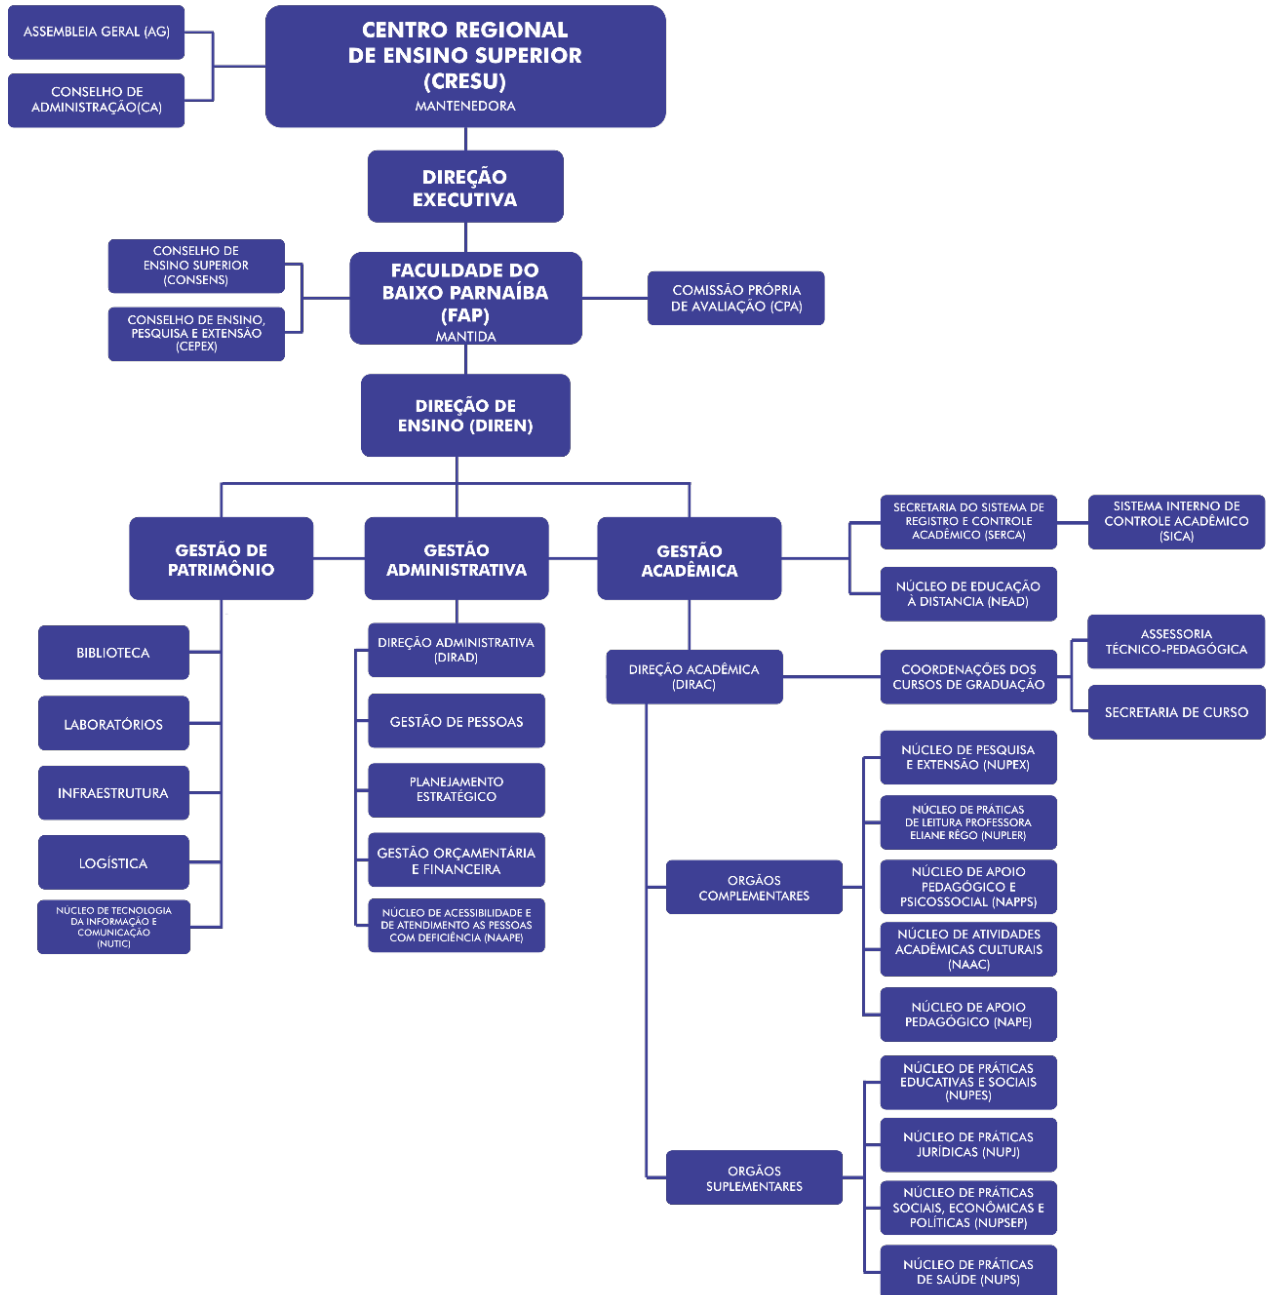 ASSEMBLEIA GERAL (AG)
CONSELHO DE
ADMINISTRAÇÃO(CA)
CENTRO REGIONAL
DE ENSINO SUPERIOR
(CRESU)
MANTENEDORA
DIREÇÃO
EXECUTIVA
CONSELHO DE
ENSINO SUPERIOR
(CONSENS)
CONSELHO DE ENSINO,
PESQUISA E EXTENSÃO
(CEPEX)
FACULDADE DO
BAIXO PARNAÍBA
(FAP)
MANTIDA
COMISSÃO PRÓPRIA
DE AVALIAÇÃO (CPA)
DIREÇÃO DE
ENSINO (DIREN)
GESTÃO DE
PATRIMÔNIO
GESTÃO
ADMINISTRATIVA
GESTÃO
ACADÊMICA
SECRETARIA DO SISTEMA DE
REGISTRO E CONTROLE
ACADÊMICO (SERCA)
SISTEMA INTERNO DE
CONTROLE ACADÊMICO
(SICA)
NÚCLEO DE EDUCAÇÃO
À DISTANCIA (NEAD)
BIBLIOTECA
LABORATÓRIOS
INFRAESTRUTURA
LOGÍSTICA
NÚCLEO DE TECNOLOGIA
DA INFORMAÇÃO E
COMUNICAÇÃO
(NUTIC)
DIREÇÃO ADMINISTRATIVA
(DIRAD)
GESTÃO DE PESSOAS
PLANEJAMENTO
ESTRATÉGICO
GESTÃO ORÇAMENTÁRIA
E FINANCEIRA
NÚCLEO DE ACESSIBILIDADE E
DE ATENDIMENTO AS PESSOAS
COM DEFICIÊNCIA (NAAPE)
DIREÇÃO ACADÊMICA
(DIRAC)
COORDENAÇÕES DOS
CURSOS DE GRADUAÇÃO
ASSESSORIA
TÉCNICO-PEDAGÓGICA
SECRETARIA DE CURSO
ORGÃOS
COMPLEMENTARES
NÚCLEO DE PESQUISA
E EXTENSÃO (NUPEX)
NÚCLEO DE PRÁTICAS
DE LEITURA PROFESSORA
ELIANE RÊGO (NUPLER)
NÚCLEO DE APOIO
PEDAGÓGICO E
PSICOSSOCIAL (NAPPS)
NÚCLEO DE ATIVIDADES
ACADÊMICAS CULTURAIS
(NAAC)
NÚCLEO DE APOIO
PEDAGÓGICO (NAPE)
ORGÃOS
SUPLEMENTARES
NÚCLEO DE PRÁTICAS
EDUCATIVAS E SOCIAIS
(NUPES)
NÚCLEO DE PRÁTICAS
JURÍDICAS (NUPJ)
NÚCLEO DE PRÁTICAS
SOCIAIS, ECONÔMICAS E
POLÍTICAS (NUPSEP)
NÚCLEO DE PRÁTICAS
DE SAÚDE (NUPS)